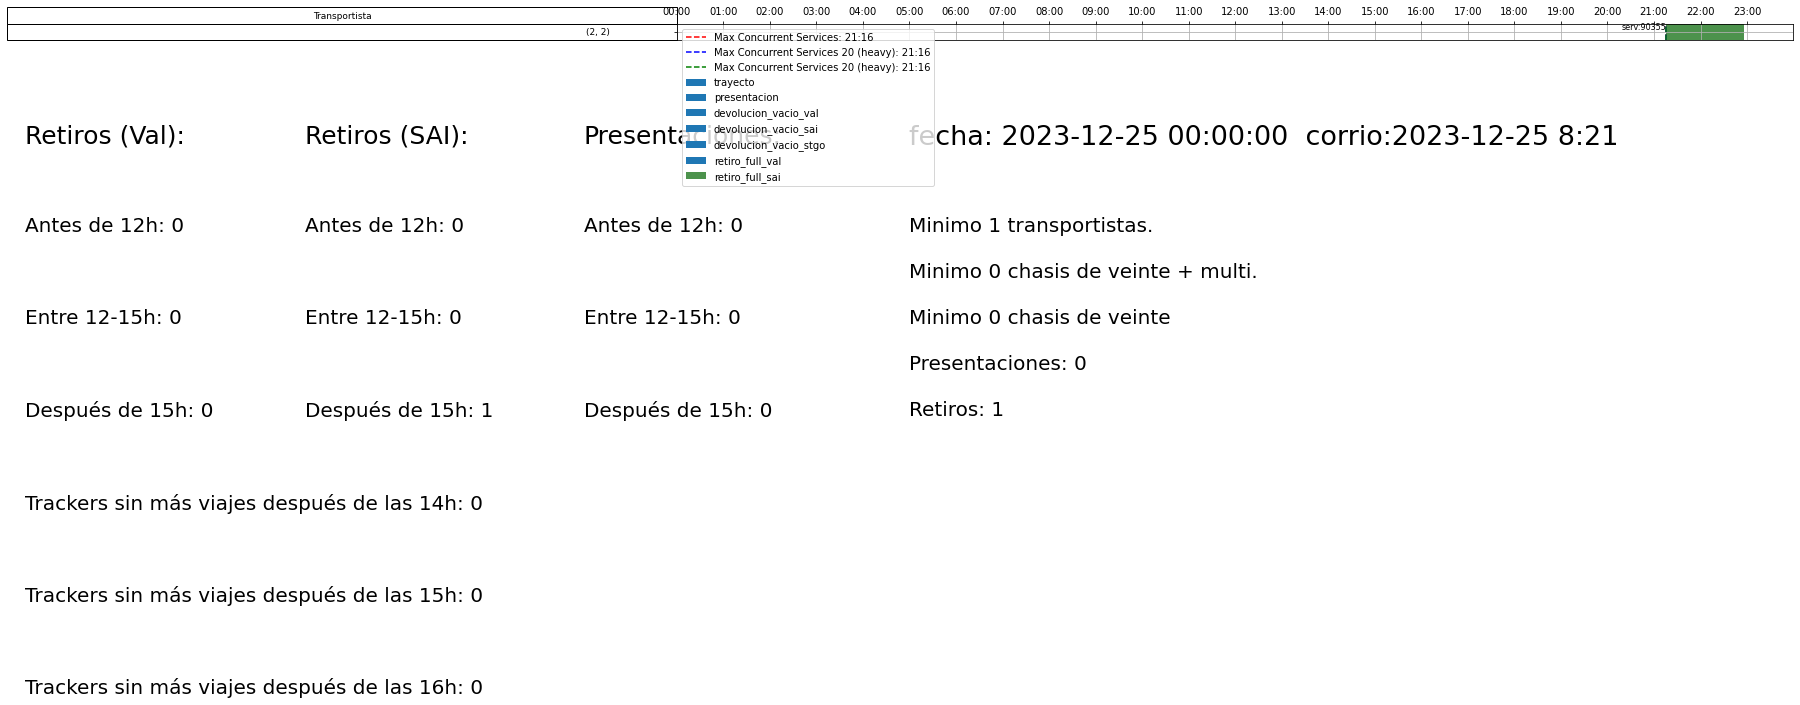 Transportista
00:00 01:00 02:00 03:00 04:00 05:00 06:00 07:00 08:00 09:00 10:00 11:00 12:00 13:00 14:00 15:00 16:00 17:00 18:00 19:00 20:00 21:00 22:00 23:00
(2, 2)
serv:90355
Max Concurrent Services: 21:16
Max Concurrent Services 20 (heavy): 21:16
Max Concurrent Services 20 (heavy): 21:16
trayecto
presentacion
devolucion_vacio_val
devolucion_vacio_sai
devolucion_vacio_stgo
retiro_full_val
retiro_full_sai
Retiros (Val): Retiros (SAI): Presentaciones: fecha: 2023-12-25 00:00:00 corrio:2023-12-25 8:21
Antes de 12h: 0 Antes de 12h: 0 Antes de 12h: 0 Minimo 1 transportistas.
Minimo 0 chasis de veinte + multi.
Entre 12-15h: 0 Entre 12-15h: 0 Entre 12-15h: 0 Minimo 0 chasis de veinte
Presentaciones: 0
Después de 15h: 0 Después de 15h: 1 Después de 15h: 0 Retiros: 1
Trackers sin más viajes después de las 14h: 0
Trackers sin más viajes después de las 15h: 0
Trackers sin más viajes después de las 16h: 0